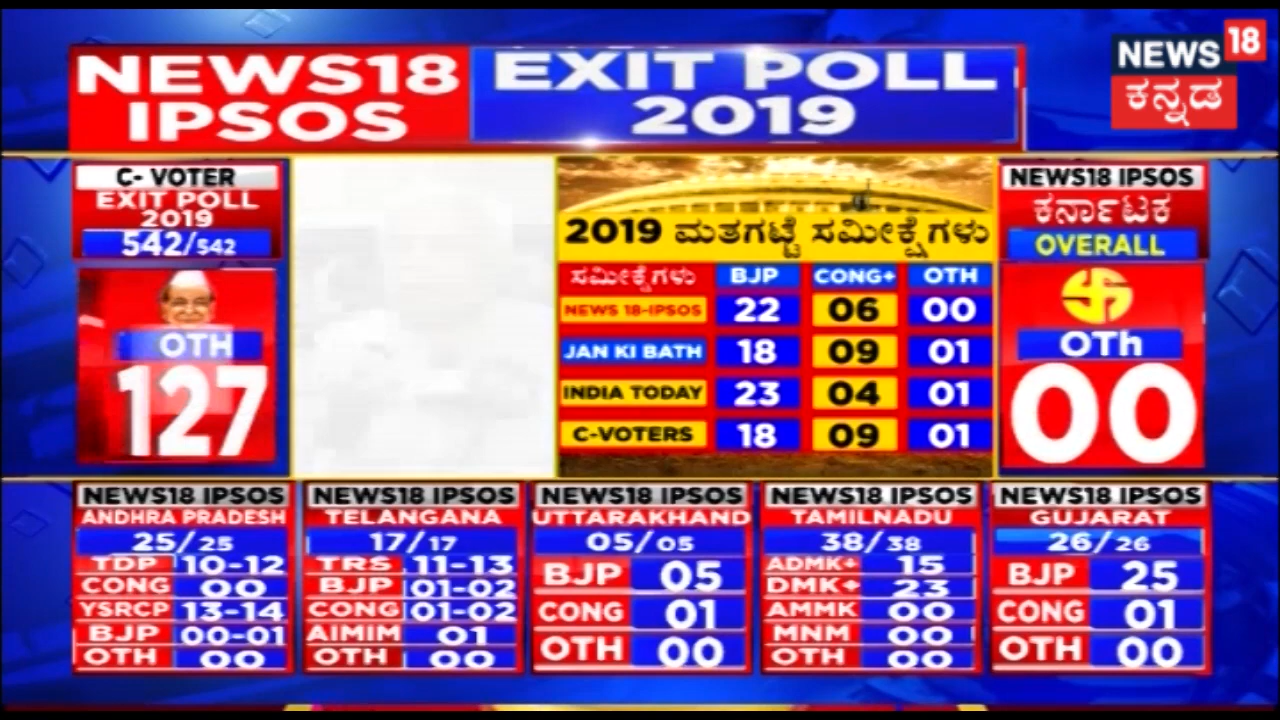 NEWS18
IPSOS
EXIT POLL
2019
NEWS 18
ಕನ್ನಡ
C- VOTER
EXIT POLL
2019
542/542
OTH
127
2019 ಮತಗಟ್ಟೆ ಸಮೀಕ್ಷೆಗಳು
ಸಮೀಕ್ಷೆಗಳು BJP CONG+ OTH
NEWS 18-IPSOS 22 06 00
JAN KI BATH 18 09 01
INDIA TODAY 23 04 01
C-VOTERS 18 09 01
NEWS18 IPSOS
ಕರ್ನಾಟಕ
OVERALL
OTh
00
NEWS18 IPSOS
ANDHRA PRADESH
25/25
TDP 10-12
CONG 00
YSRCP 13-14
BJP 00-01
OTH 00
NEWS18 IPSOS
TELANGANA
17/17
TRS 11-13
BJP 01-02
CONG 01-02
AIMIM 01
OTH 00
NEWS18 IPSOS
UTTARAKHAND
05/05
BJP 05
CONG 01
OTH 00
NEWS18 IPSOS
TAMILNADU
38/38
ADMK+ 15
DMK+ 23
AMMK 00
MNM 00
OTH 00
NEWS18 IPSOS
GUJARAT
26/26
BJP 25
CONG 01
OTH 00